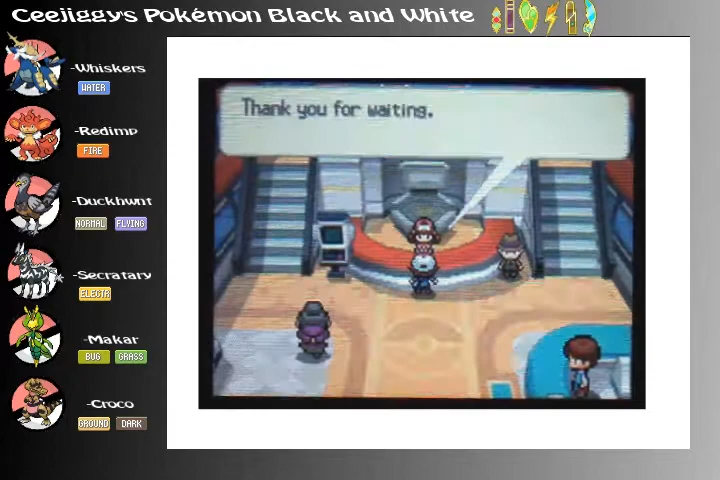 Ceejiggy's Pokémon Black and White
Thank you for waiting.
-Whiskers
WATER
-Redimp
FIRE
-Duckhwnt
NORMAL FLYING
-Secratary
ELECTR
-Makar
BUG GRASS
-Croco
GROUND DARK